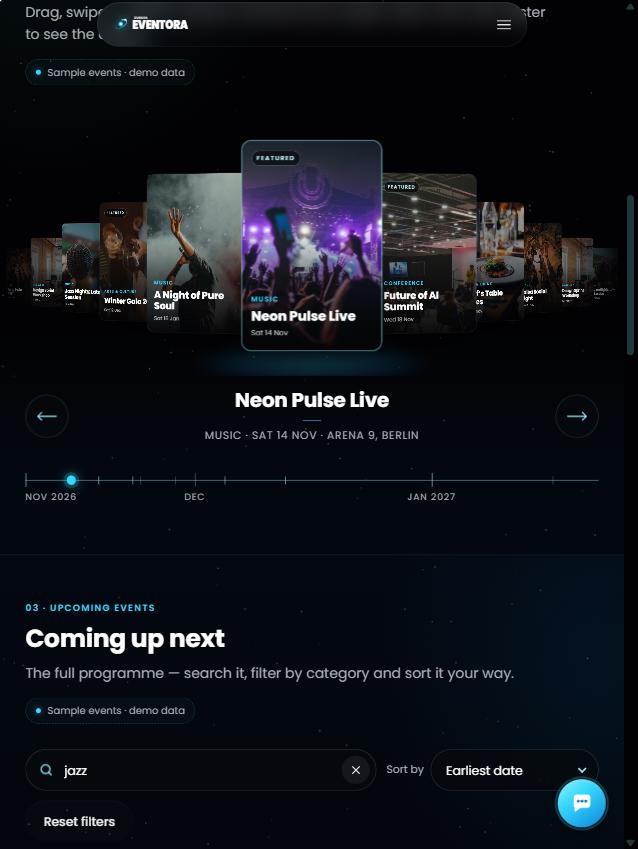 Drag, swipe
ster
to see the
EVENTORA
Sample events · demo data
FEATURED
FEATURED
MUSIC
A Night of Pure
Soul
Sat 16 Jan
MUSIC
Neon Pulse Live
Sat 14 Nov
CONFERENCE
Future of AI
Summit
Wed 18 Nov
Winter Gala
Neon Pulse Live
MUSIC · SAT 14 NOV · ARENA 9, BERLIN
NOV 2026
DEC
JAN 2027
03 · UPCOMING EVENTS
Coming up next
The full programme — search it, filter by category and sort it your way.
Sample events · demo data
jazz
Sort by
Earliest date
Reset filters